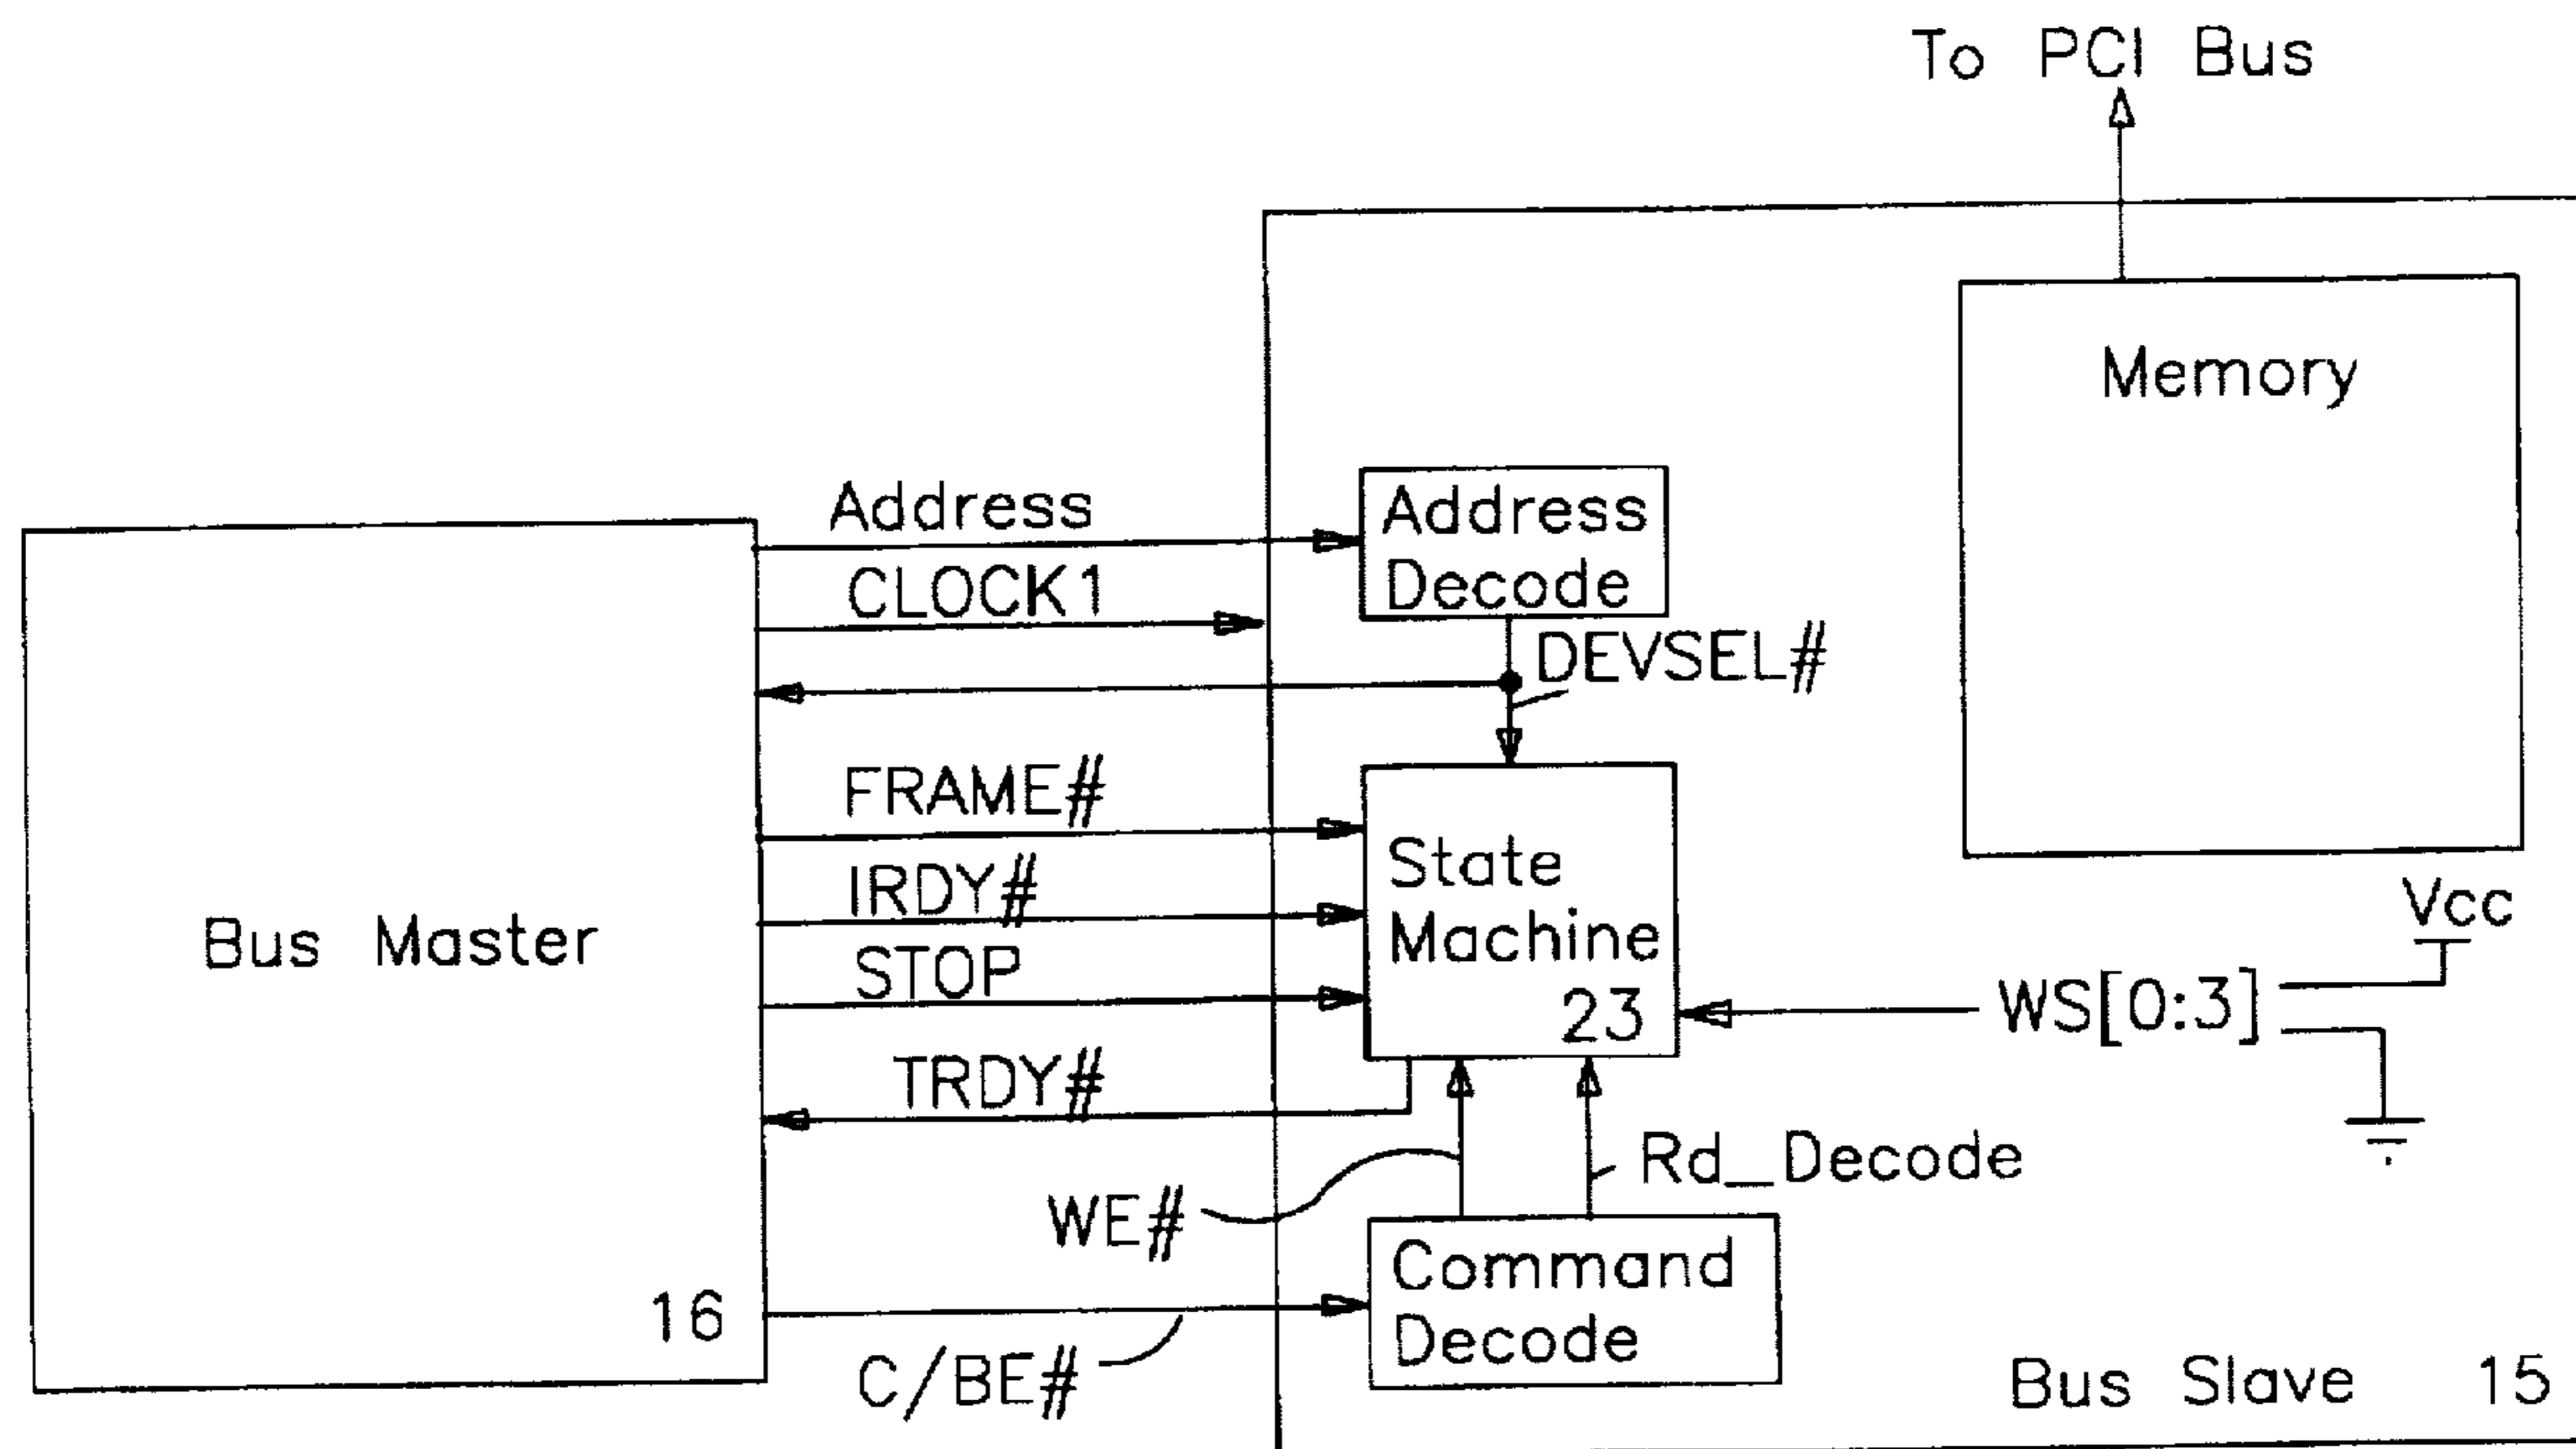 To PCI Bus
Memory
Address
Address
Decode
CLOCK1
DEVSEL#
FRAME#
IRDY#
State
Machine
23
STOP
Vcc
WS[0:3]
Bus Master
TRDY#
Rd_Decode
WE#
Command
Decode
16
C/BE#
Bus Slave 15